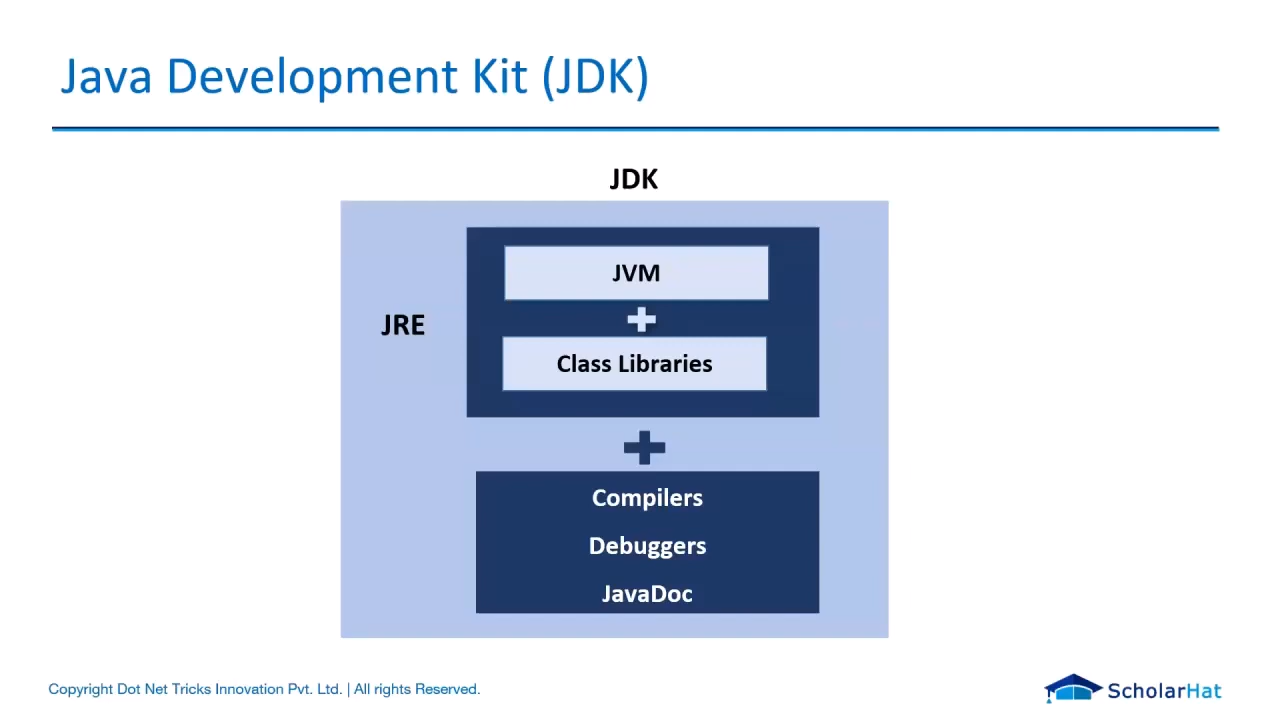 Java Development Kit (JDK)
JDK
JVM
JRE
Class Libraries
Compilers
Debuggers
JavaDoc
Copyright Dot Net Tricks Innovation Pvt. Ltd. | All rights Reserved.
ScholarHat